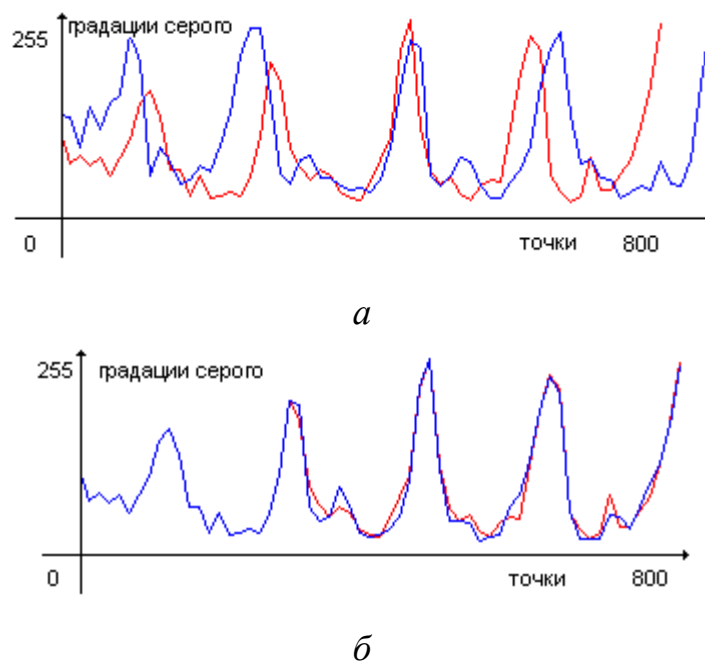 градации серого
255
0 точки 800
а
градации серого
255
0 точки 800
б